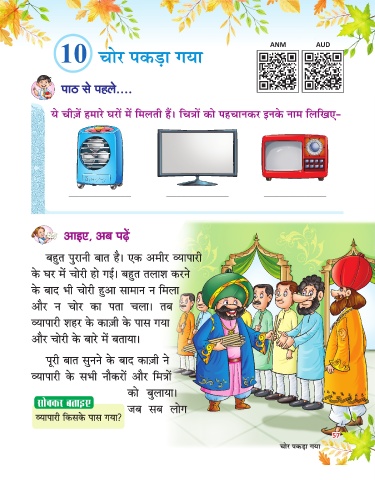 ANM AUD
10 चोर पकड़ा गया
पाठ से पहले....
ये चीज़ें हमारे घरों में मिलती हैं। चित्रों को पहचानकर इनके नाम लिखिए–
आइए, अब पढ़ें
बहुत पुरानी बात है। एक अमीर व्यापारी
के घर में चोरी हो गई। बहुत तलाश करने
के बाद भी चोरी हुआ सामान न मिला
और न चोर का पता चला। तब
व्यापारी शहर के काज़ी के पास गया
और चोरी के बारे में बताया।
पूरी बात सुनने के बाद काज़ी ने
व्यापारी के सभी नौकरों और मित्रों
को बुलाया।
जब सब लोग
सोचकर बताइए
व्यापारी किसके पास गया?
57
चोर पकड़ा गया